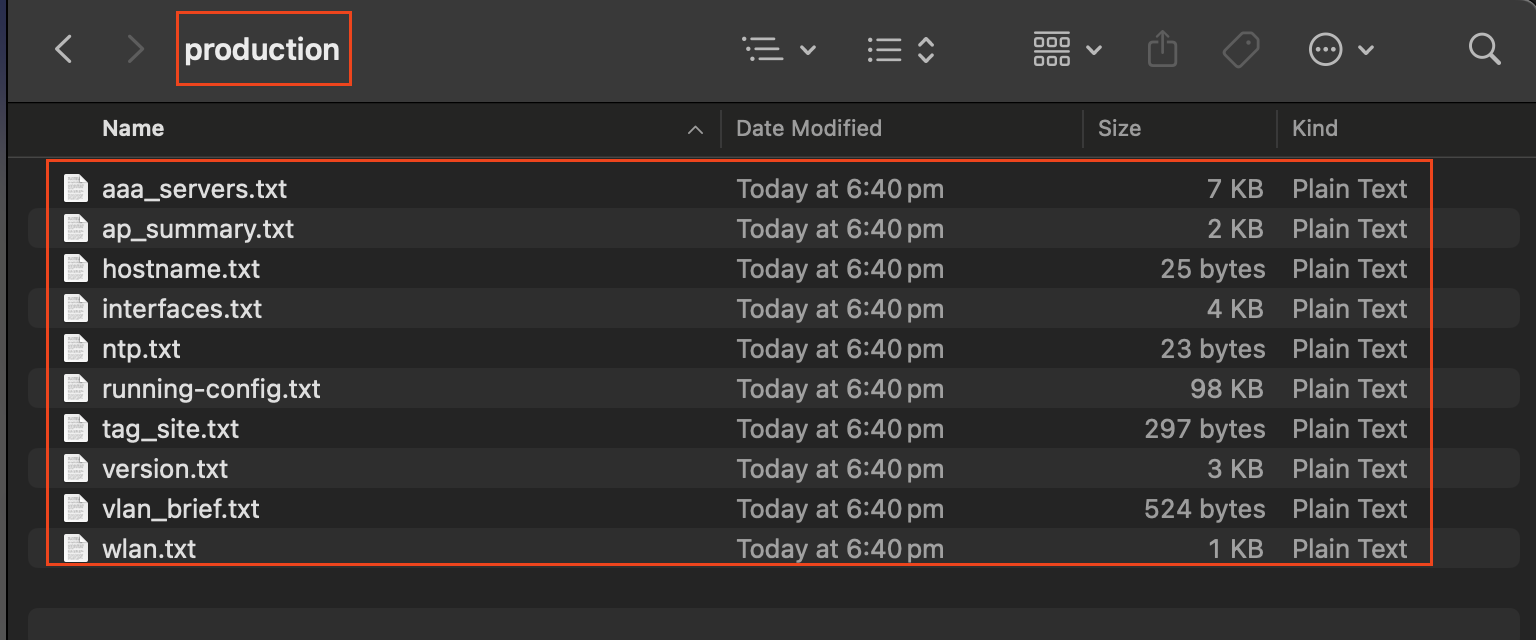 production
Name Date Modified Size Kind
aaa_servers.txt Today at 6:40 pm 7 KB Plain Text
ap_summary.txt Today at 6:40 pm 2 KB Plain Text
hostname.txt Today at 6:40 pm 25 bytes Plain Text
interfaces.txt Today at 6:40 pm 4 KB Plain Text
ntp.txt Today at 6:40 pm 23 bytes Plain Text
running-config.txt Today at 6:40 pm 98 KB Plain Text
tag_site.txt Today at 6:40 pm 297 bytes Plain Text
version.txt Today at 6:40 pm 3 KB Plain Text
vlan_brief.txt Today at 6:40 pm 524 bytes Plain Text
wlan.txt Today at 6:40 pm 1 KB Plain Text